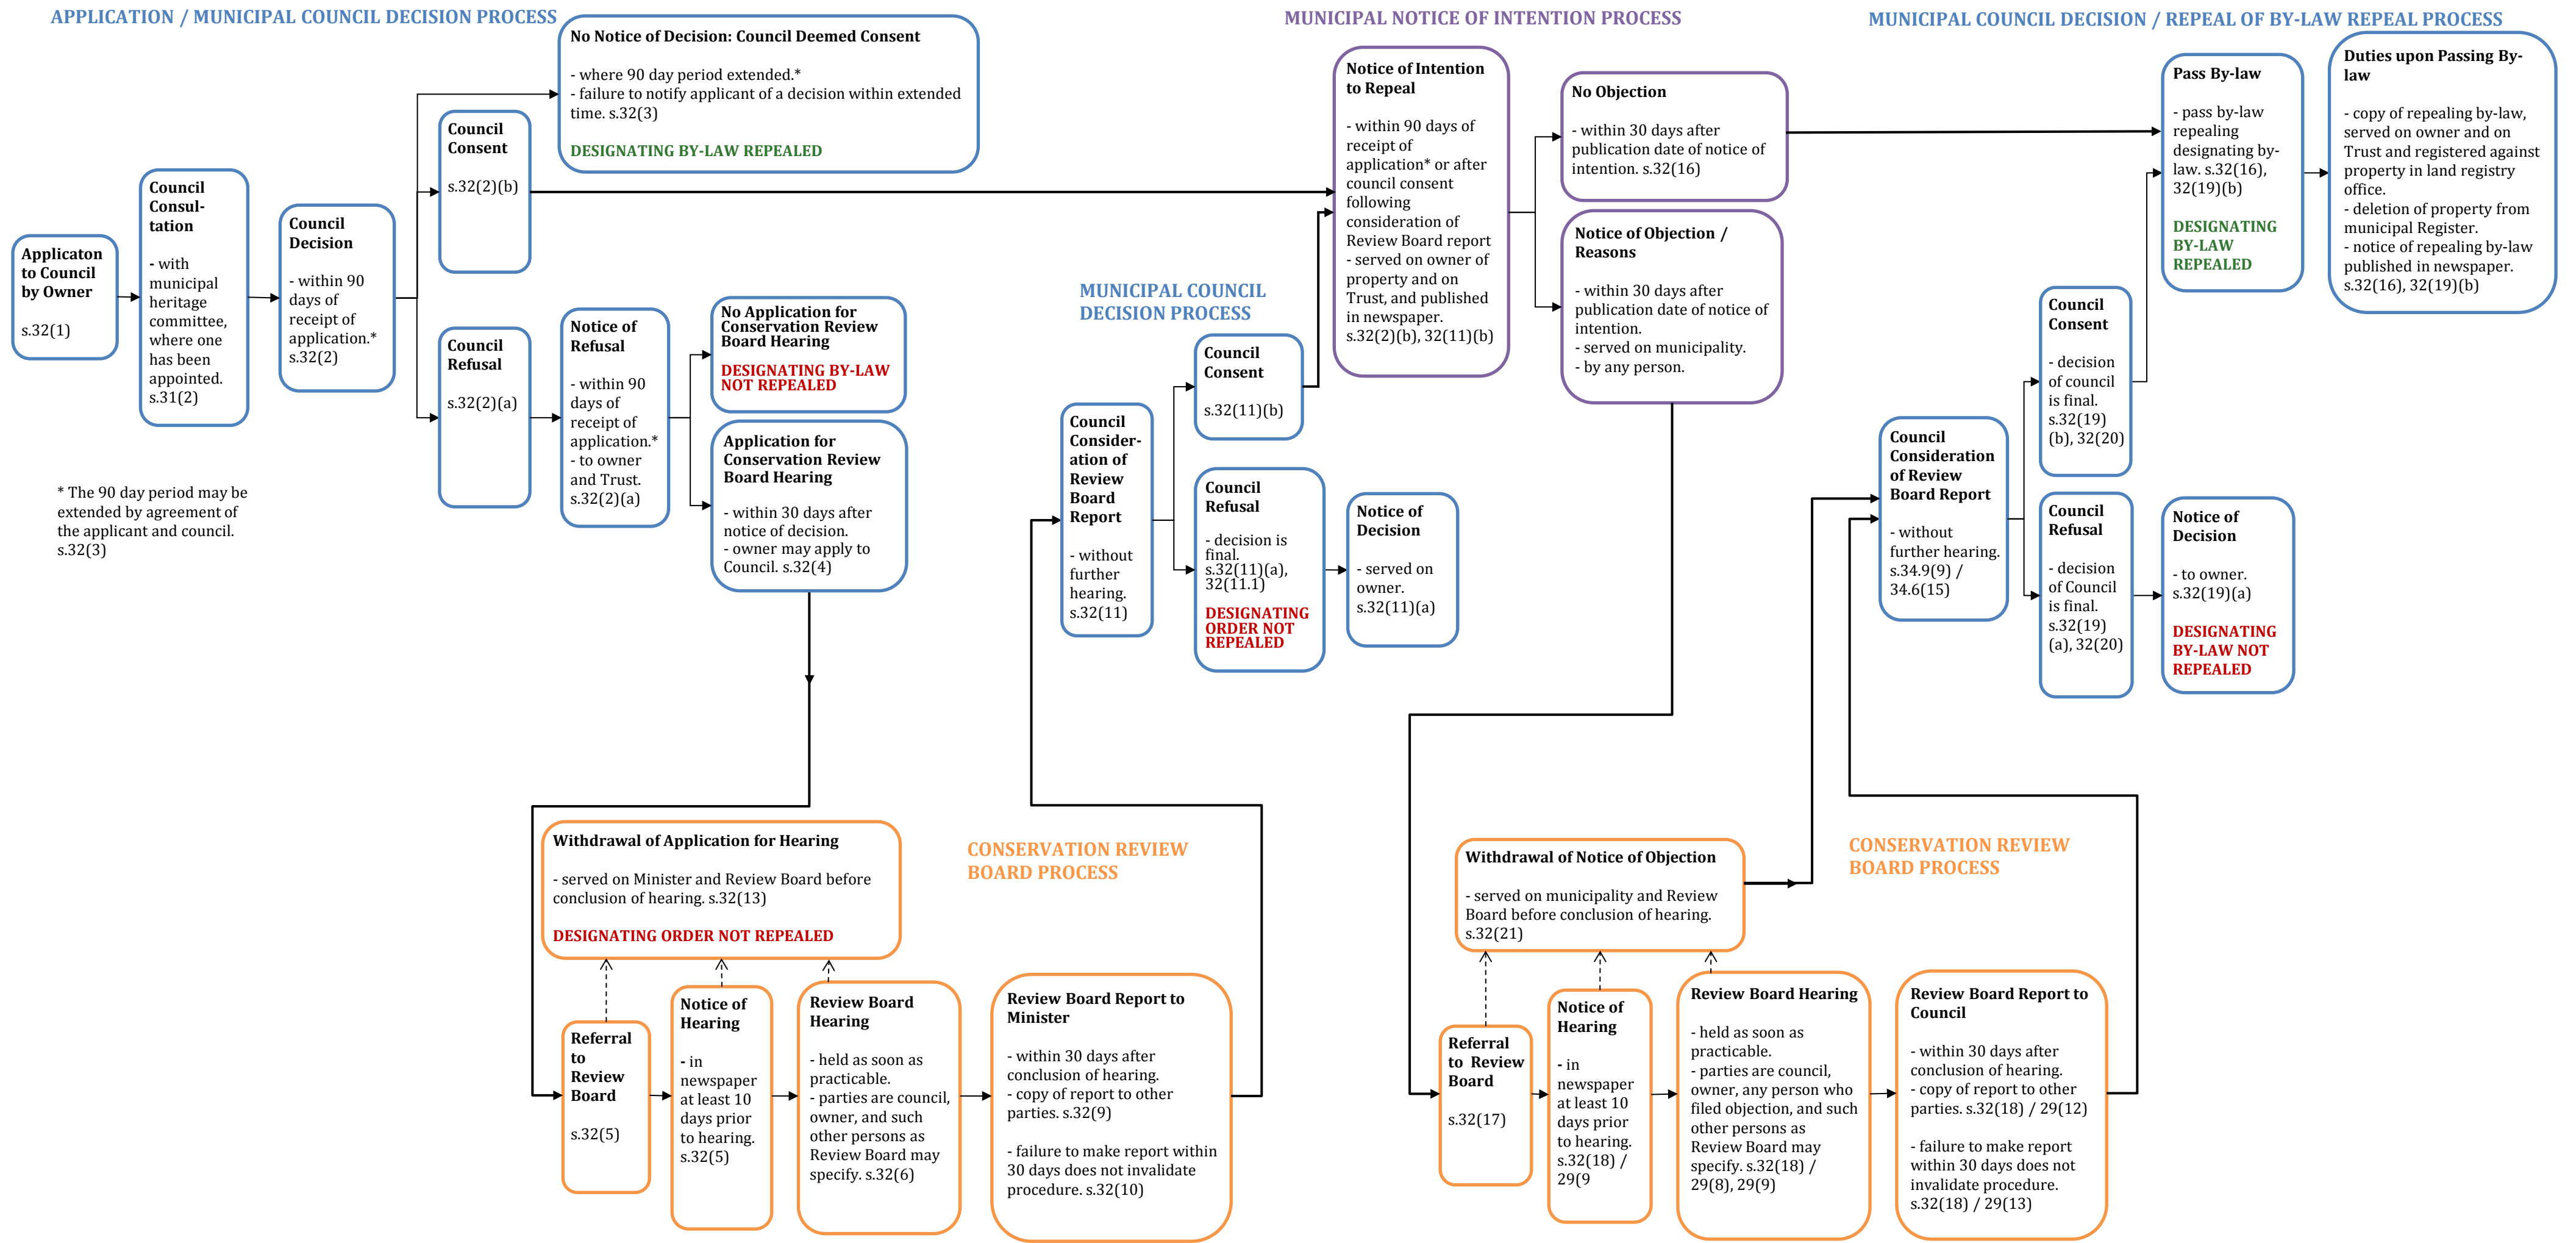 APPLICATION / MUNICIPAL COUNCIL DECISION PROCESS
Applicaton
to Council
by Owner
s.32(1)
Council
Consul-
tation
- with
municipal
heritage
committee,
where one
has been
appointed.
s.31(2)
Council
Decision
- within 90
days of
receipt of
application.*
s.32(2)
No Notice of Decision: Council Deemed Consent
- where 90 day period extended.*
- failure to notify applicant of a decision within extended
time. s.32(3)
DESIGNATING BY-LAW REPEALED
Council
Consent
s.32(2)(b)
Council
Refusal
s.32(2)(a)
Notice of
Refusal
- within 90
days of
receipt of
application.*
- to owner
and Trust.
s.32(2)(a)
No Application for
Conservation Review
Board Hearing
DESIGNATING BY-LAW
NOT REPEALED
Application for
Conservation Review
Board Hearing
- within 30 days after
notice of decision.
- owner may apply to
Council. s.32(4)
* The 90 day period may be
extended by agreement of
the applicant and council.
s.32(3)
Withdrawal of Application for Hearing
- served on Minister and Review Board before
conclusion of hearing. s.32(13)
DESIGNATING ORDER NOT REPEALED
CONSERVATION REVIEW
BOARD PROCESS
Referral
to
Review
Board
s.32(5)
Notice of
Hearing
- in
newspaper
at least 10
days prior
to hearing.
s.32(5)
Review Board
Hearing
- held as soon as
practicable.
- parties are council,
owner, and such
other persons as
Review Board may
specify. s.32(6)
Review Board Report to
Minister
- within 30 days after
conclusion of hearing.
- copy of report to other
parties. s.32(9)
- failure to make report within
30 days does not invalidate
procedure. s.32(10)
MUNICIPAL COUNCIL
DECISION PROCESS
Council
Consider-
ation of
Review
Board
Report
- without
further
hearing.
s.32(11)
Council
Consent
s.32(11)(b)
Council
Refusal
- decision is
final.
s.32(11)(a),
32(11.1)
DESIGNATING
ORDER NOT
REPEALED
Notice of
Decision
- served on
owner.
s.32(11)(a)
MUNICIPAL NOTICE OF INTENTION PROCESS
Notice of Intention
to Repeal
- within 90 days of
receipt of
application* or after
council consent
following
consideration of
Review Board report
- served on owner of
property and on
Trust, and published
in newspaper.
s.32(2)(b), 32(11)(b)
No Objection
- within 30 days after
publication date of notice of
intention. s.32(16)
Notice of Objection /
Reasons
- within 30 days after
publication date of notice of
intention.
- served on municipality.
- by any person.
Withdrawal of Notice of Objection
- served on municipality and Review
Board before conclusion of hearing.
s.32(21)
CONSERVATION REVIEW
BOARD PROCESS
Referral
to Review
Board
s.32(17)
Notice of
Hearing
- in
newspaper
at least 10
days prior
to hearing.
s.32(18) /
29(9
Review Board Hearing
- held as soon as
practicable.
- parties are council,
owner, any person who
filed objection, and such
other persons as
Review Board may
specify. s.32(18) /
29(8), 29(9)
Review Board Report to
Council
- within 30 days after
conclusion of hearing.
- copy of report to other
parties. s.32(18) / 29(12)
- failure to make report
within 30 days does not
invalidate procedure.
s.32(18) / 29(13)
MUNICIPAL COUNCIL DECISION / REPEAL OF BY-LAW REPEAL PROCESS
Council
Consideration
of Review
Board Report
- without
further hearing.
s.34.9(9) /
34.6(15)
Council
Consent
- decision
of council
is final.
s.32(19)
(b), 32(20)
Council
Refusal
- decision
of Council
is final.
s.32(19)
(a), 32(20)
Notice of
Decision
- to owner.
s.32(19)(a)
DESIGNATING
BY-LAW NOT
REPEALED
Pass By-law
- pass by-law
repealing
designating by-
law. s.32(16),
32(19)(b)
DESIGNATING
BY-LAW
REPEALED
Duties upon Passing By-
law
- copy of repealing by-law,
served on owner and on
Trust and registered against
property in land registry
office.
- deletion of property from
municipal Register.
- notice of repealing by-law
published in newspaper.
s.32(16), 32(19)(b)